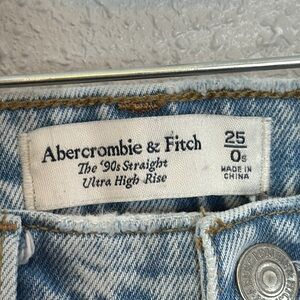 Abercrombie & Fitch
The '90s Straight
Ultra High Rise
25
0s
MADE IN
CHINA